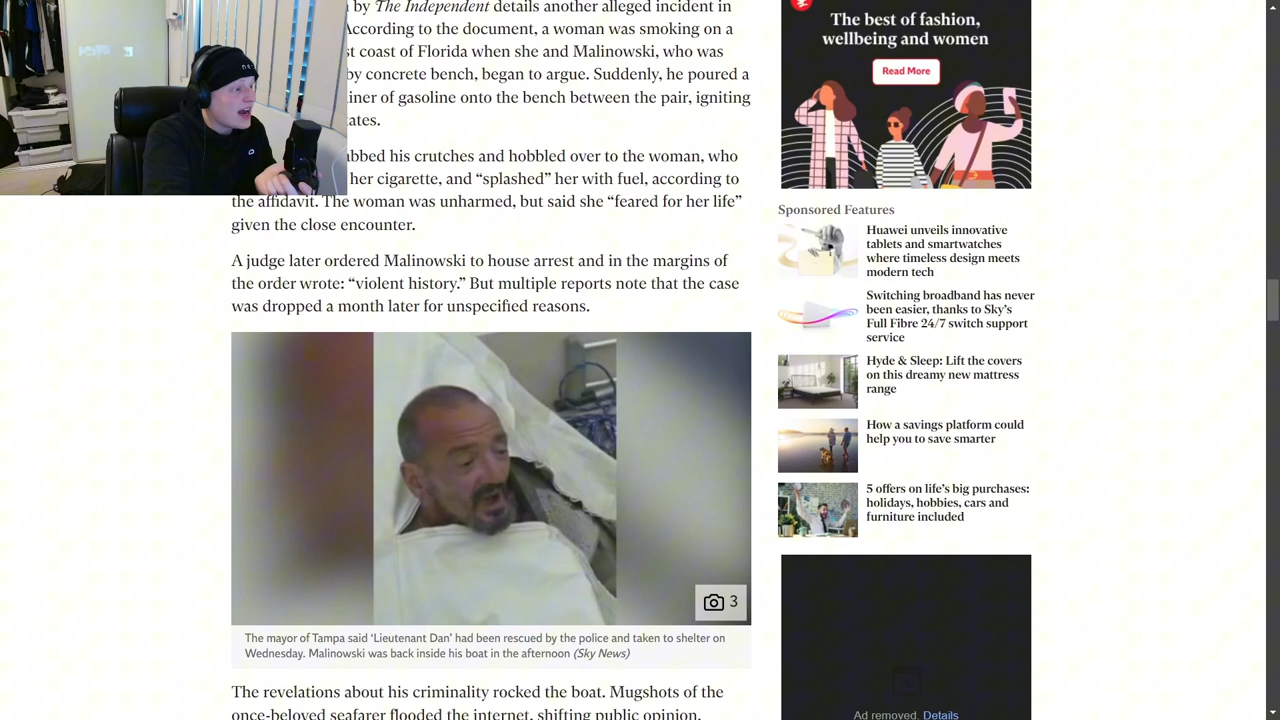 by The Independent details another alleged incident in
According to the document, a woman was smoking on a
st coast of Florida when she and Malinowski, who was
by concrete bench, began to argue. Suddenly, he poured a
iner of gasoline onto the bench between the pair, igniting
tates.
bbed his crutches and hobbled over to the woman, who
her cigarette, and “splashed” her with fuel, according to
the affidavit. The woman was unharmed, but said she “feared for her life”
given the close encounter.
A judge later ordered Malinowski to house arrest and in the margins of
the order wrote: “violent history.” But multiple reports note that the case
was dropped a month later for unspecified reasons.
3
The mayor of Tampa said ‘Lieutenant Dan’ had been rescued by the police and taken to shelter on
Wednesday. Malinowski was back inside his boat in the afternoon (Sky News)
The revelations about his criminality rocked the boat. Mugshots of the
once-beloved seafarer flooded the internet, shifting public opinion.
The best of fashion,
wellbeing and women
Read More
Sponsored Features
Huawei unveils innovative
tablets and smartwatches
where timeless design meets
modern tech
Switching broadband has never
been easier, thanks to Sky’s
Full Fibre 24/7 switch support
service
Hyde & Sleep: Lift the covers
on this dreamy new mattress
range
How a savings platform could
help you to save smarter
5 offers on life’s big purchases:
holidays, hobbies, cars and
furniture included
Ad removed. Details